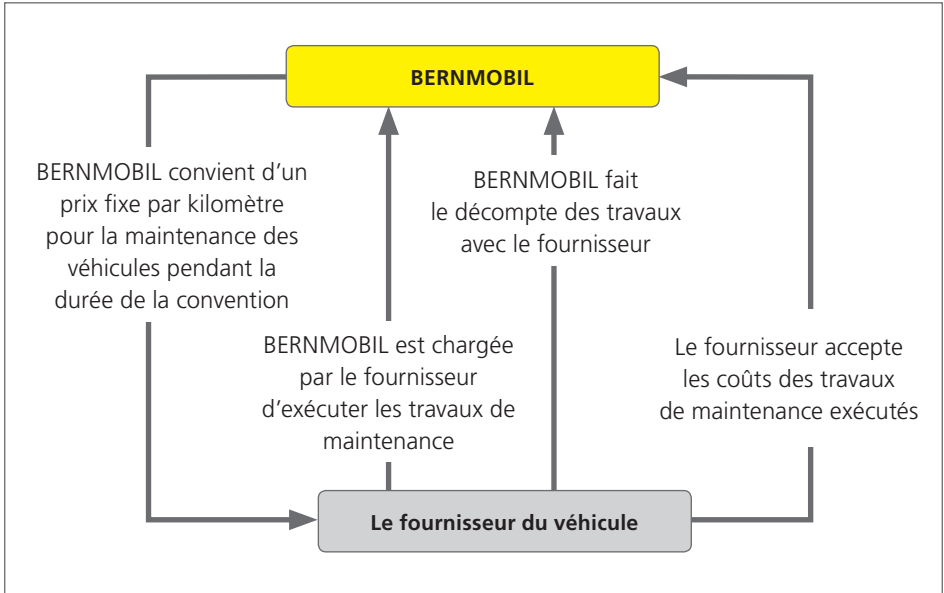 BERNMOBIL
BERNMOBIL convient d’un
prix fixe par kilomètre
pour la maintenance des
véhicules pendant la
durée de la convention
BERNMOBIL fait
le décompte des travaux
avec le fournisseur
BERNMOBIL est chargée
par le fournisseur
d’exécuter les travaux de
maintenance
Le fournisseur accepte
les coûts des travaux
de maintenance exécutés
Le fournisseur du véhicule